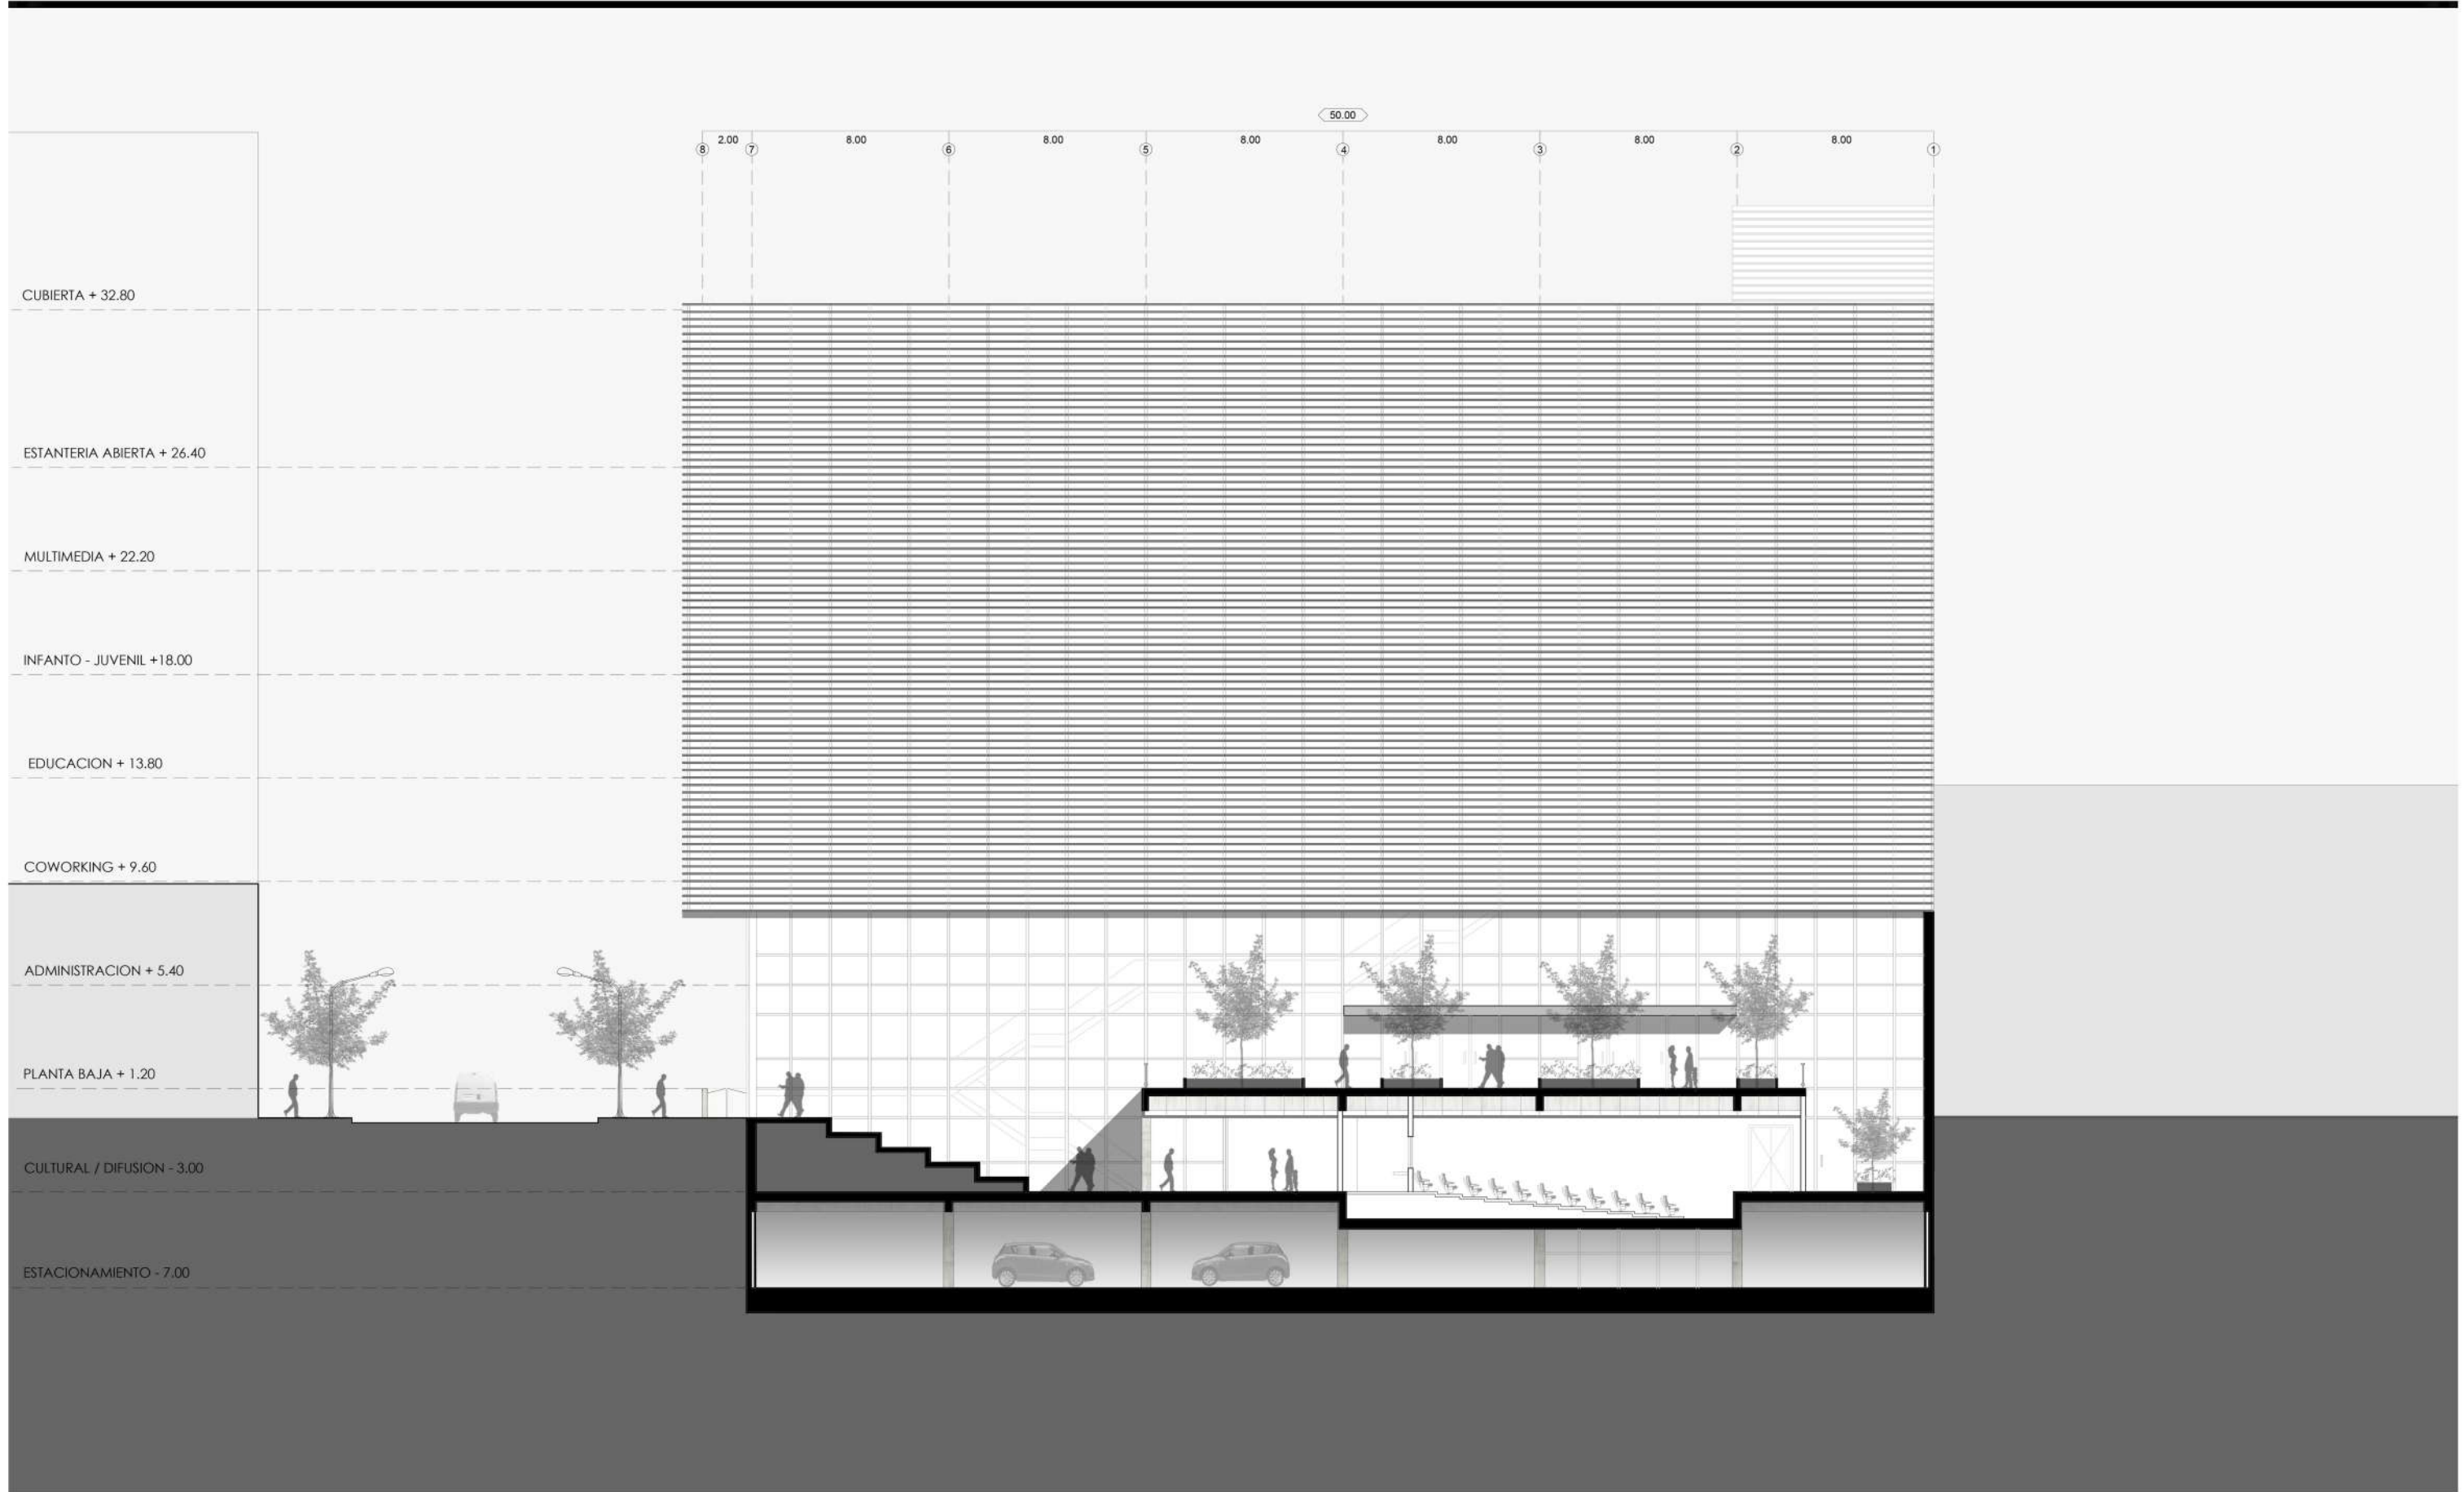 50.00
2.00 8.00 8.00 8.00 8.00 8.00 8.00
8 7 6 5 4 3 2 1
CUBIERTA + 32.80
ESTANTERIA ABIERTA + 26.40
MULTIMEDIA + 22.20
INFANTO - JUVENIL +18.00
EDUCACION + 13.80
COWORKING + 9.60
ADMINISTRACION + 5.40
PLANTA BAJA + 1.20
CULTURAL / DIFUSION - 3.00
ESTACIONAMIENTO - 7.00